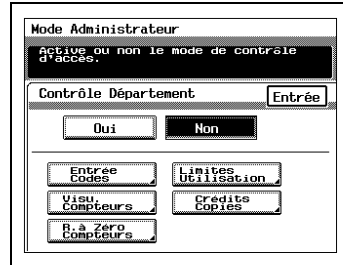 Mode Administrateur
Active ou non le mode de contrôle
d'accès.
Contrôle Département
Entrée
Oui
Non
Entrée
Codes
Limites
Utilisation
Visu.
Compteurs
Crédits
Copies
R.à Zéro
Compteurs